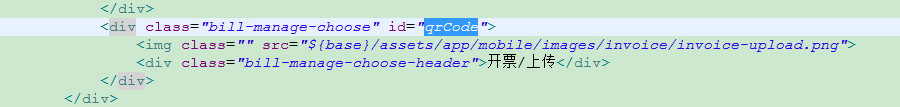 </div>
<div class="bill-manage-choose" id="qrCode">
<img class="" src="${base}/assets/app/mobile/images/invoice/invoice-upload.png">
<div class="bill-manage-choose-header">开票/上传</div>
</div>
</div>